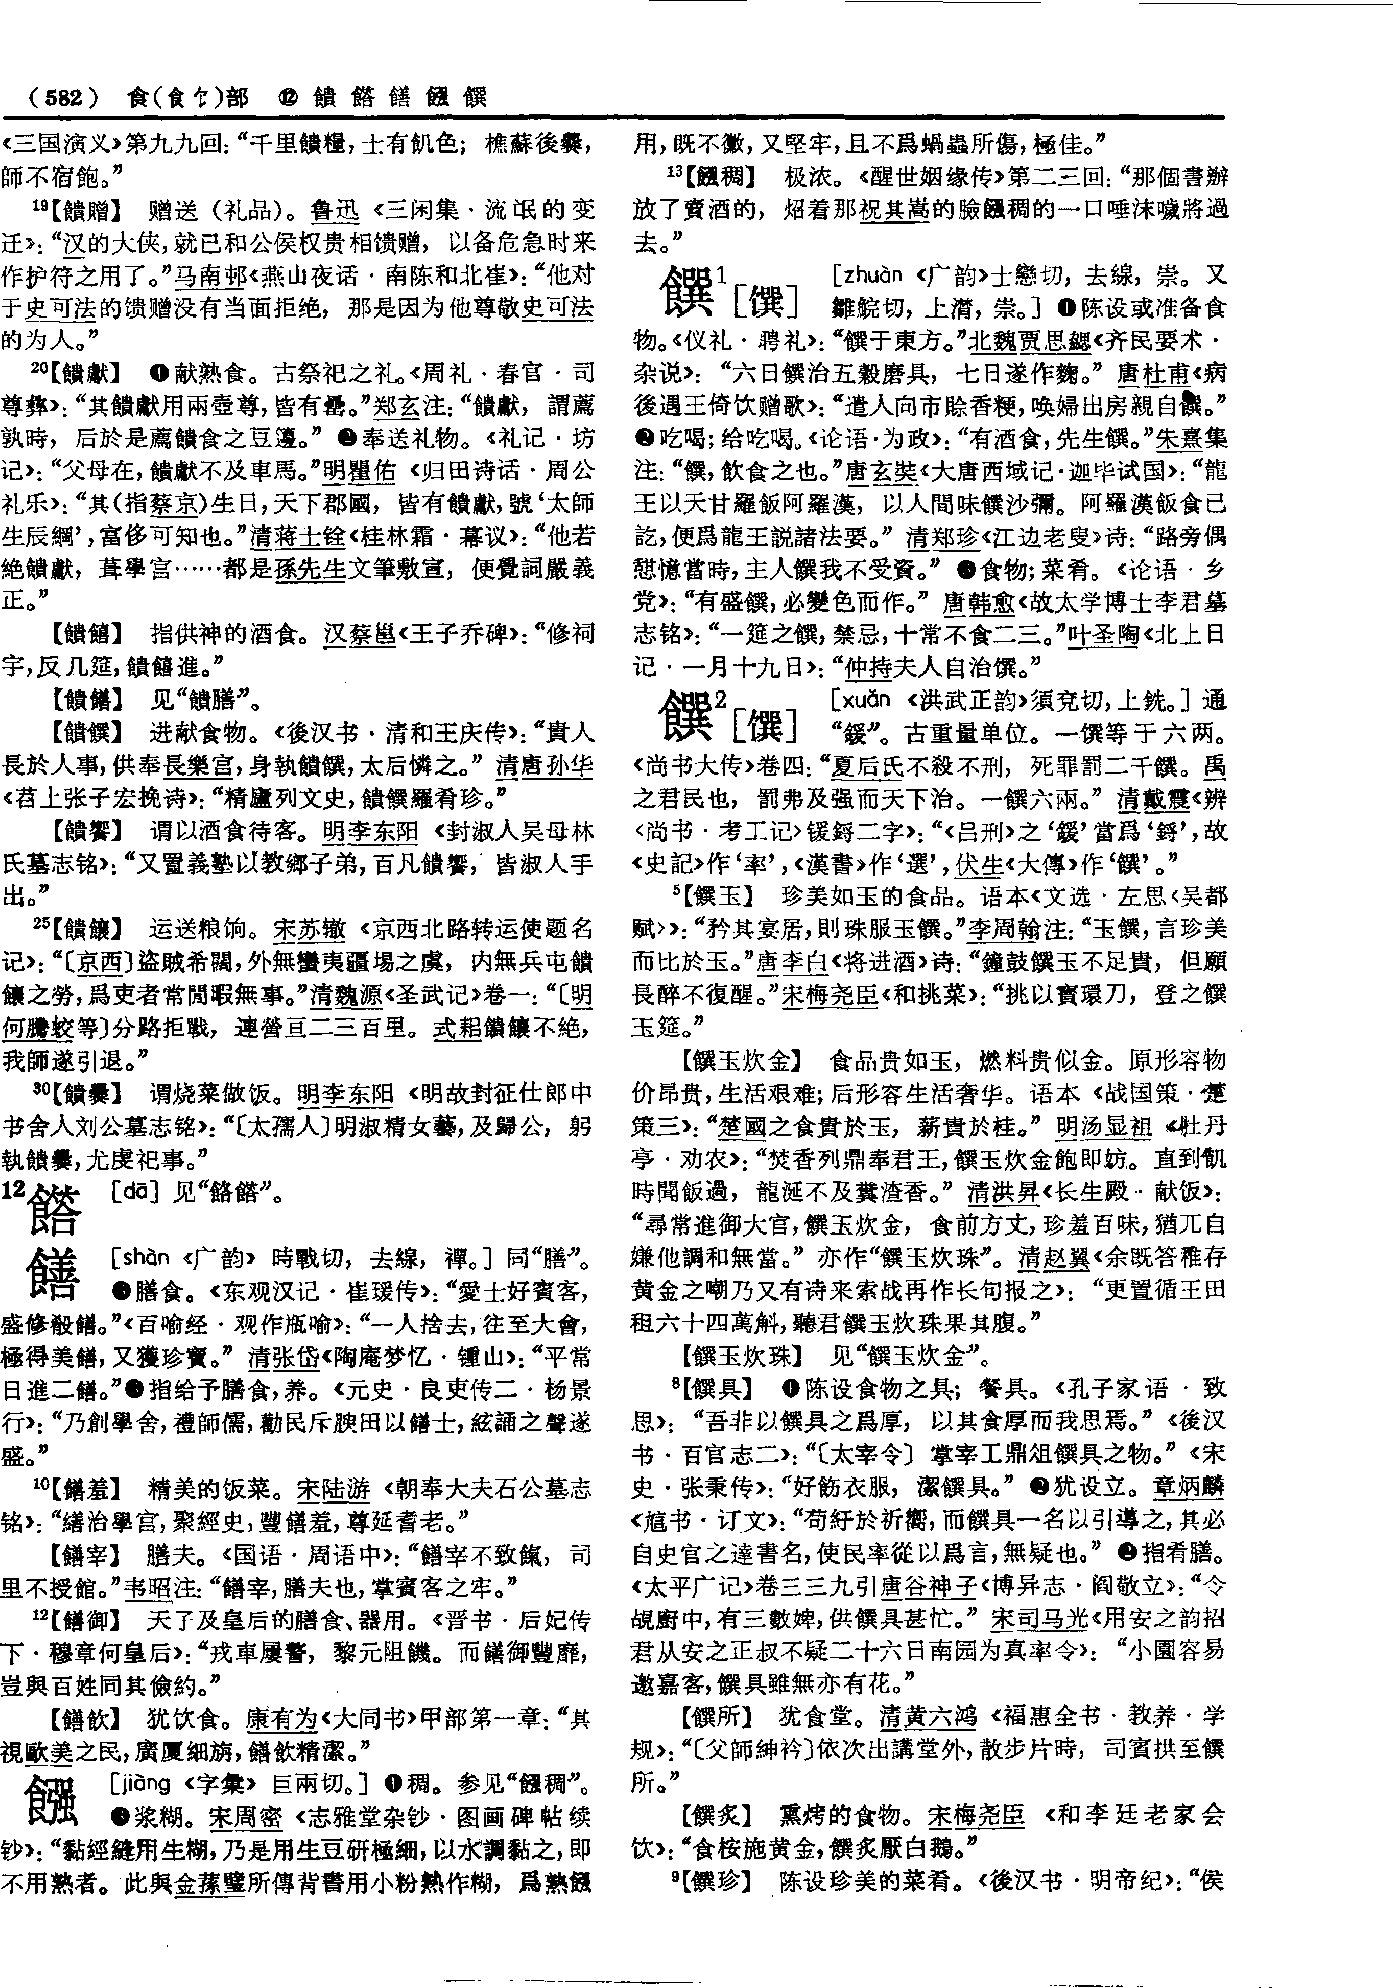 (582) 食(飠饣)部 ⑫ 饋 䭝 饍 䭐 饌
《三国演义》第九九回：“千里饋糧，士有飢色；樵蘇後爨，
師不宿飽。”
19【饋贈】 赠送（礼品）。鲁迅《三闲集·流氓的变
迁》：“汉的大侠，就已和公侯权贵相馈赠，以备危急时来
作护符之用了。”马南邨《燕山夜话·南陈和北崔》：“他对
于史可法的馈赠没有当面拒绝，那是因为他尊敬史可法
的为人。”
20【饋獻】 ❶献熟食。古祭祀之礼。《周礼·春官·司
尊彝》：“其饋獻用兩壺尊，皆有罍。”郑玄注：“饋獻，謂薦
孰時，后於是薦饋食之豆籩。” ❷奉送礼物。《礼记·坊
记》：“父母在，饋獻不及車馬。”明瞿佑《归田诗话·周公
礼乐》：“其（指蔡京）生日，天下郡國，皆有饋獻，號‘太師
生辰綱’，富侈可知也。”清蒋士铨《桂林霜·幕议》：“他若
絶饋獻，葺學宫……都是孫先生文筆敷宣，便覺詞嚴義
正。”
【饋饎】 指供神的酒食。汉蔡邕《王子乔碑》：“修祠
宇，反几筵，饋饎進。”
【饋饍】 见“饋膳”。
【饋饌】 进献食物。《後汉书·清和王庆传》：“貴人
長於人事，供奉長樂宫，身執饋饌，太后憐之。”清唐孙华
《苕上张子宏挽诗》：“精廬列文史，饋饌羅肴珍。”
【饋饗】 谓以酒食待客。明李东阳《封淑人吴母林
氏墓志铭》：“又置義塾以教鄉子弟，百凡饋饗，皆淑人手
出。”
25【饋饟】 运送粮饷。宋苏辙《京西北路转运使题名
记》：“〔京西〕盜賊希闊，外無蠻夷疆埸之虞，内無兵屯饋
饟之勞，爲吏者常閒暇無事。”清魏源《圣武记》卷一：“〔明
何騰蛟等〕分路拒戰，連營亘二三百里。式耜饋饟不絶，
我師遂引退。”
30【饋爨】 谓烧菜做饭。明李东阳《明故封征仕郎中
书舍人刘公墓志铭》：“〔太孺人〕明淑精女藝，及歸公，躬
執饋爨，尤虔祀事。”
12䭝 [dā] 见“餎䭝”。
饍 [shàn《广韵》時戰切，去線，禪。] 同“膳”。
❶膳食。《东观汉记·崔瑗传》：“愛士好賓客，
盛修殽饍。”《百喻经·观作瓶喻》：“一人捨去，往至大會，
極得美饍，又獲珍寶。”清张岱《陶庵梦忆·锺山》：“平常
日進二饍。”❷指给予膳食，养。《元史·良吏传二·杨景
行》：“乃創學舍，禮師儒，勸民斥腴田以饍士，絃誦之聲遂
盛。”
10【饍羞】 精美的饭菜。宋陆游《朝奉大夫石公墓志
铭》：“繕治學宫，聚經史，豐饍羞，尊延耆老。”
【饍宰】 膳夫。《国语·周语中》：“饍宰不致餼，司
里不授館。”韦昭注：“饍宰，膳夫也，掌賓客之牢。”
12【饍御】 天子及皇后的膳食、器用。《晋书·后妃传
下·穆章何皇后》：“戎車屢警，黎元阻饑。而饍御豐靡，
豈與百姓同其儉約。”
【饍飲】 犹饮食。康有为《大同书》甲部第一章：“其
視歐美之民，廣厦細旃，饍飲精潔。”
䭐 [jiàng《字彙》巨兩切。] ❶稠。参见“䭐稠”。
❷浆糊。宋周密《志雅堂杂钞·图画碑帖续
钞》：“黏經縫用生糊，乃是用生豆研極細，以水調黏之，即
不用熟者。此與金蓀璧所傳背書用小粉熟作糊，爲熟䭐
用，既不黴，又堅牢，且不爲蝸蟲所傷，極佳。”
13【䭐稠】 极浓。《醒世姻缘传》第二三回：“那個書辦
放了賣酒的，炤着那祝其嵩的臉䭐稠的一口唾沫噦將過
去。”
饌1[馔] [zhuàn《广韵》士戀切，去線，崇。又
雛鯇切，上潸，崇。] ❶陈设或准备食
物。《仪礼·聘礼》：“饌于東方。”北魏贾思勰《齐民要术·
杂说》：“六日饌治五穀磨具，七日遂作麴。”唐杜甫《病
後遇王倚饮赠歌》：“遣人向市賒香粳，唤婦出房親自饌。”
❷吃喝；给吃喝。《论语·为政》：“有酒食，先生饌。”朱熹集
注：“饌，飲食之也。”唐玄奘《大唐西域记·迦毕试国》：“龍
王以天甘羅飯阿羅漢，以人間味饌沙彌。阿羅漢飯食已
訖，便爲龍王説諸法要。”清郑珍《江边老叟》诗：“路旁偶
憇憶當時，主人饌我不受資。” ❸食物；菜肴。《论语·乡
党》：“有盛饌，必變色而作。”唐韩愈《故太学博士李君墓
志铭》：“一筵之饌，禁忌，十常不食二三。”叶圣陶《北上日
记·一月十九日》：“仲持夫人自治馔。”
饌2[馔] [xuǎn《洪武正韵》須兗切，上銑。] 通
“鍰”。古重量单位。一馔等于六两。
《尚书大传》卷四：“夏后氏不殺不刑，死罪罰二千饌。禹
之君民也，罰弗及强而天下治。一饌六兩。”清戴震《辨
〈尚书·考工记〉锾鋝二字》：“《吕刑》之‘鍰’當爲‘鋝’，故
《史記》作‘率’，《漢書》作‘選’，伏生《大傳》作‘饌’。”
5【饌玉】 珍美如玉的食品。语本《文选·左思〈吴都
赋〉》：“矜其宴居，則珠服玉饌。”李周翰注：“玉饌，言珍美
而比於玉。”唐李白《将进酒》诗：“鐘鼓饌玉不足貴，但願
長醉不復醒。”宋梅尧臣《和挑菜》：“挑以寶環刀，登之饌
玉筵。”
【饌玉炊金】 食品贵如玉，燃料贵似金。原形容物
价昂贵，生活艰难；后形容生活奢华。语本《战国策·楚
策三》：“楚國之食貴於玉，薪貴於桂。”明汤显祖《牡丹
亭·劝农》：“焚香列鼎奉君王，饌玉炊金飽即妨。直到飢
時聞飯過，龍涎不及糞渣香。”清洪昇《长生殿·献饭》：
“尋常進御大官，饌玉炊金，食前方丈，珍羞百味，猶兀自
嫌他調和無當。”亦作“饌玉炊珠”。清赵翼《余既答稚存
黄金之嘲乃又有诗来索战再作长句报之》：“更置循王田
租六十四萬斛，聽君饌玉炊珠果其腹。”
【饌玉炊珠】 见“饌玉炊金”。
8【饌具】 ❶陈设食物之具；餐具。《孔子家语·致
思》：“吾非以饌具之爲厚，以其食厚而我思焉。”《後汉
书·百官志二》：“〔太宰令〕掌宰工鼎俎饌具之物。”《宋
史·张秉传》：“好飭衣服，潔饌具。” ❷犹设立。章炳麟
《訄书·订文》：“苟紆於祈嚮，而饌具一名以引導之，其必
自史官之達書名，使民率從以爲言，無疑也。” ❸指肴膳。
《太平广记》卷三三九引唐谷神子《博异志·阎敬立》：“令
覘廚中，有三數婢，供饌具甚忙。”宋司马光《用安之韵招
君从安之正叔不疑二十六日南园为真率令》：“小園容易
邀嘉客，饌具雖無亦有花。”
【饌所】 犹食堂。清黄六鸿《福惠全书·教养·学
规》：“〔父師紳衿〕依次出講堂外，散步片時，司賓拱至饌
所。”
【饌炙】 熏烤的食物。宋梅尧臣《和李廷老家会
饮》：“食桉施黄金，饌炙厭白鵝。”
9【饌珍】 陈设珍美的菜肴。《後汉书·明帝纪》：“侯